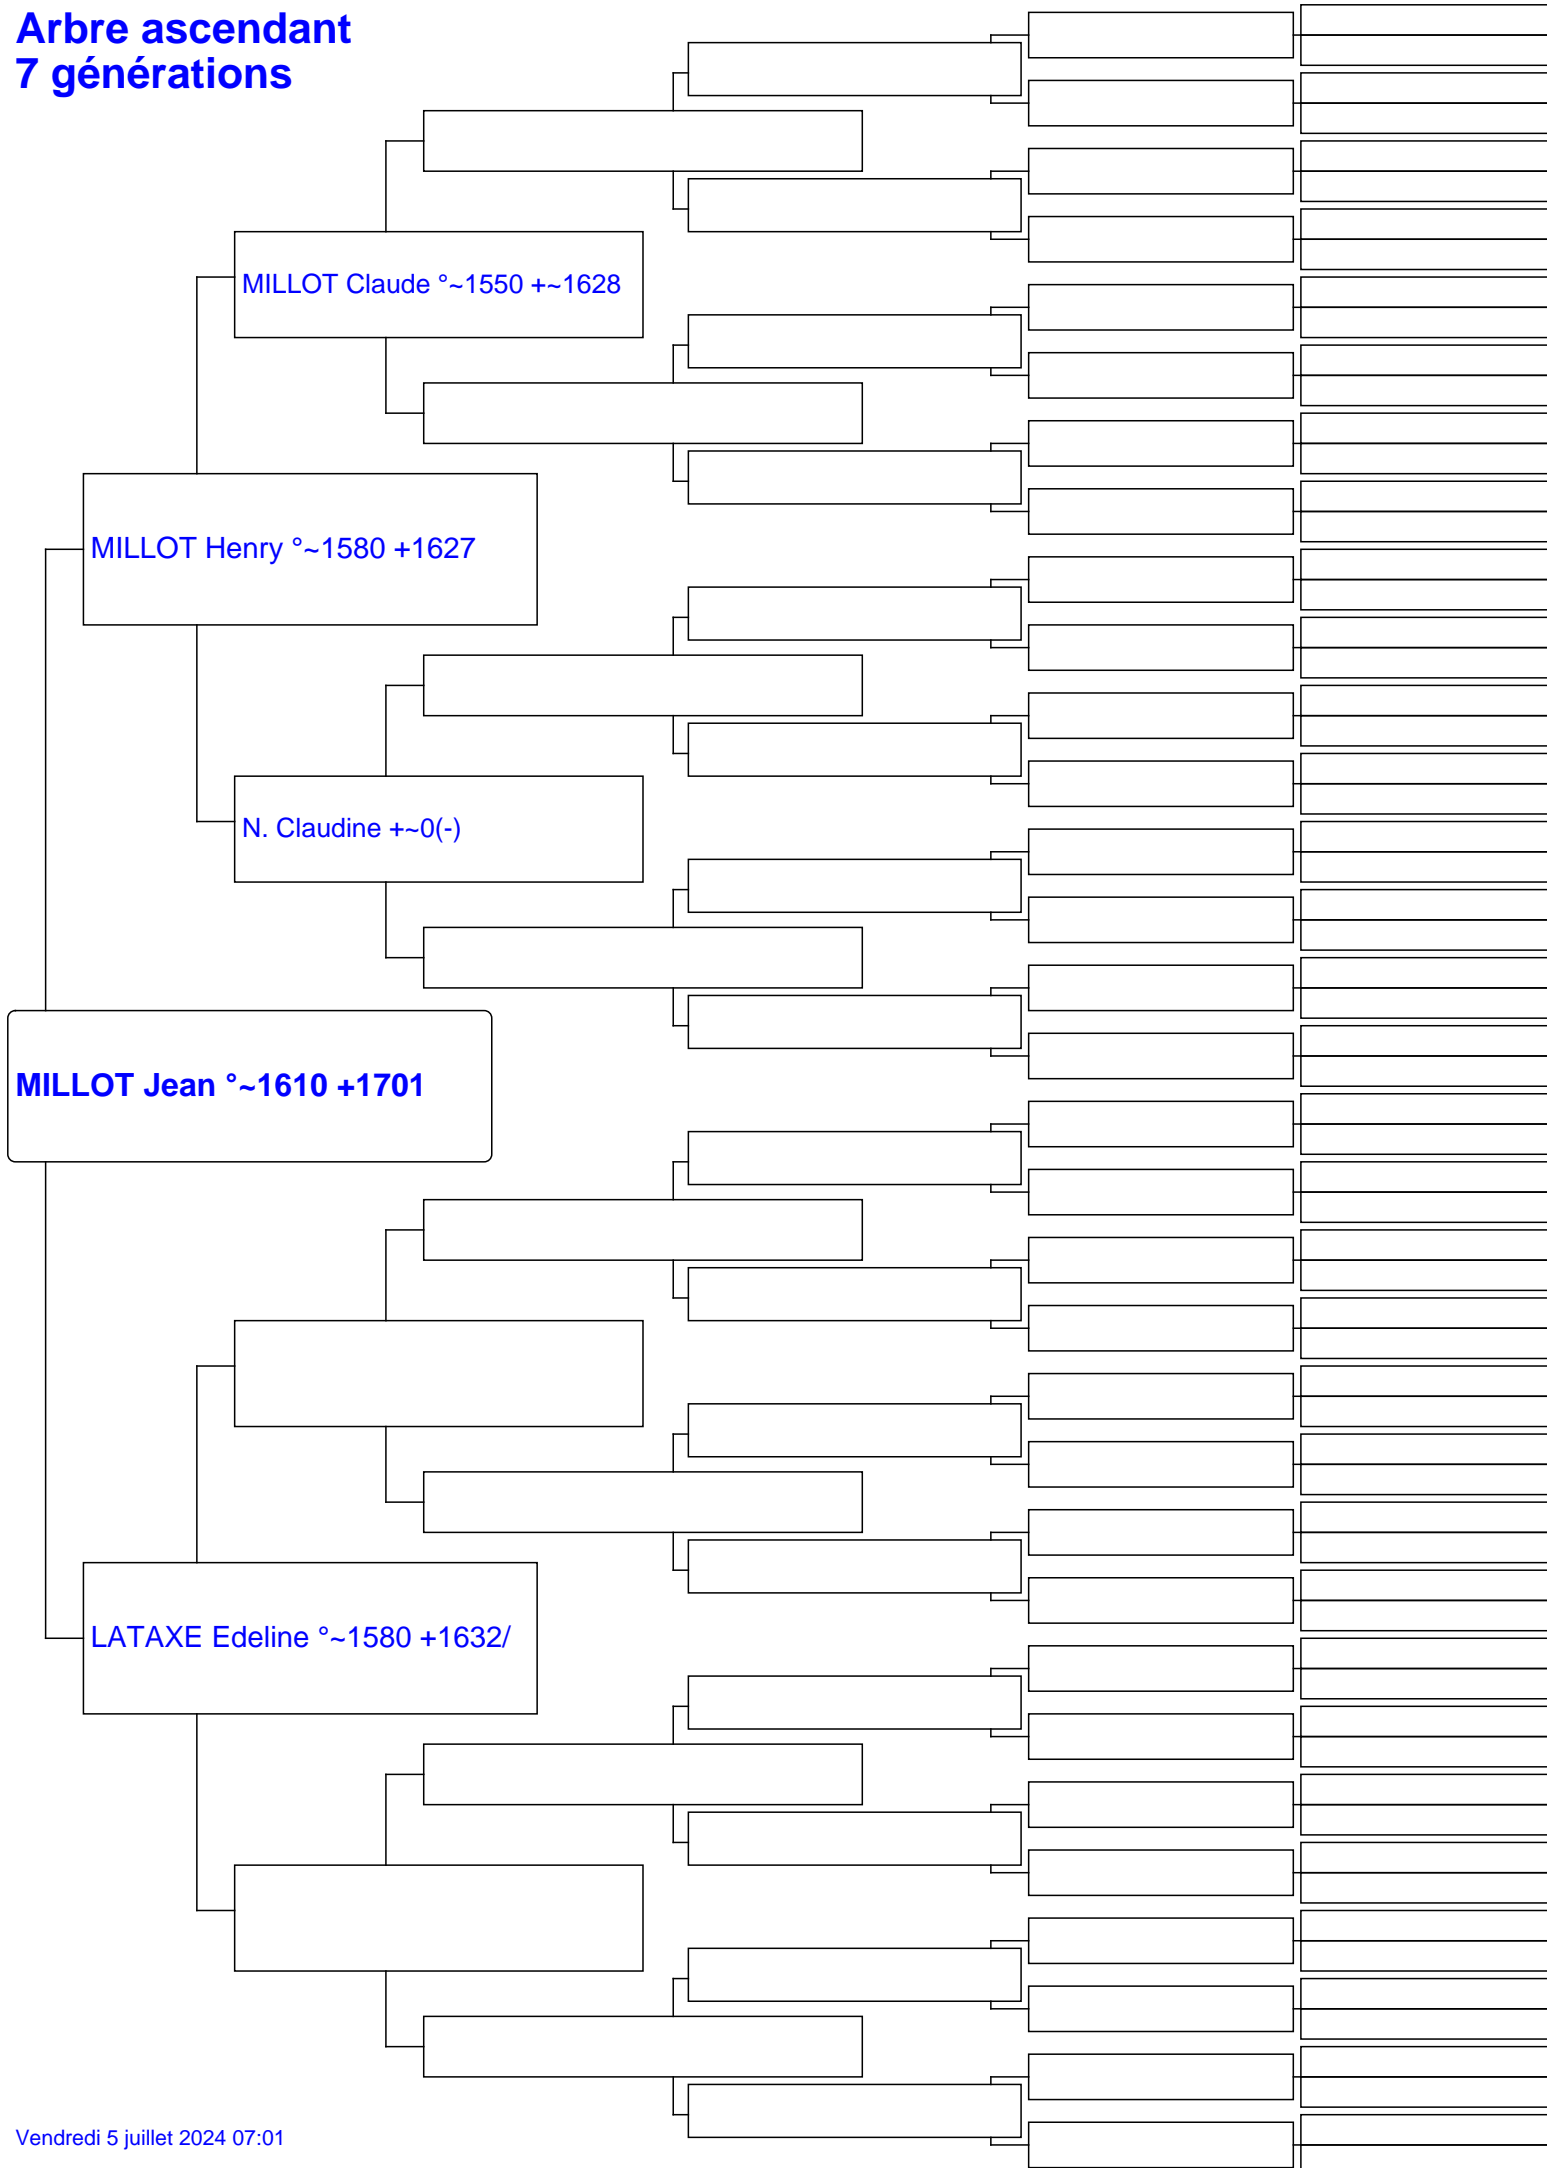 Arbre ascendant
7 générations
MILLOT Claude °~1550 +~1628
MILLOT Henry °~1580 +1627
N. Claudine +~0(-)
MILLOT Jean °~1610 +1701
LATAXE Edeline °~1580 +1632/
Vendredi 5 juillet 2024 07:01